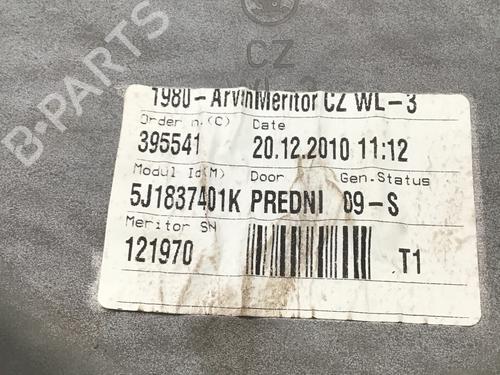 B-PARTS
CZ
1980-ArvinMeritor CZ WL-3
Order n.(C) Date
395541 20.12.2010 11:12
Modul Id(M) Door Gen.Status
5J1837401K PREDNI 09-S
Meritor SN
121970 T1